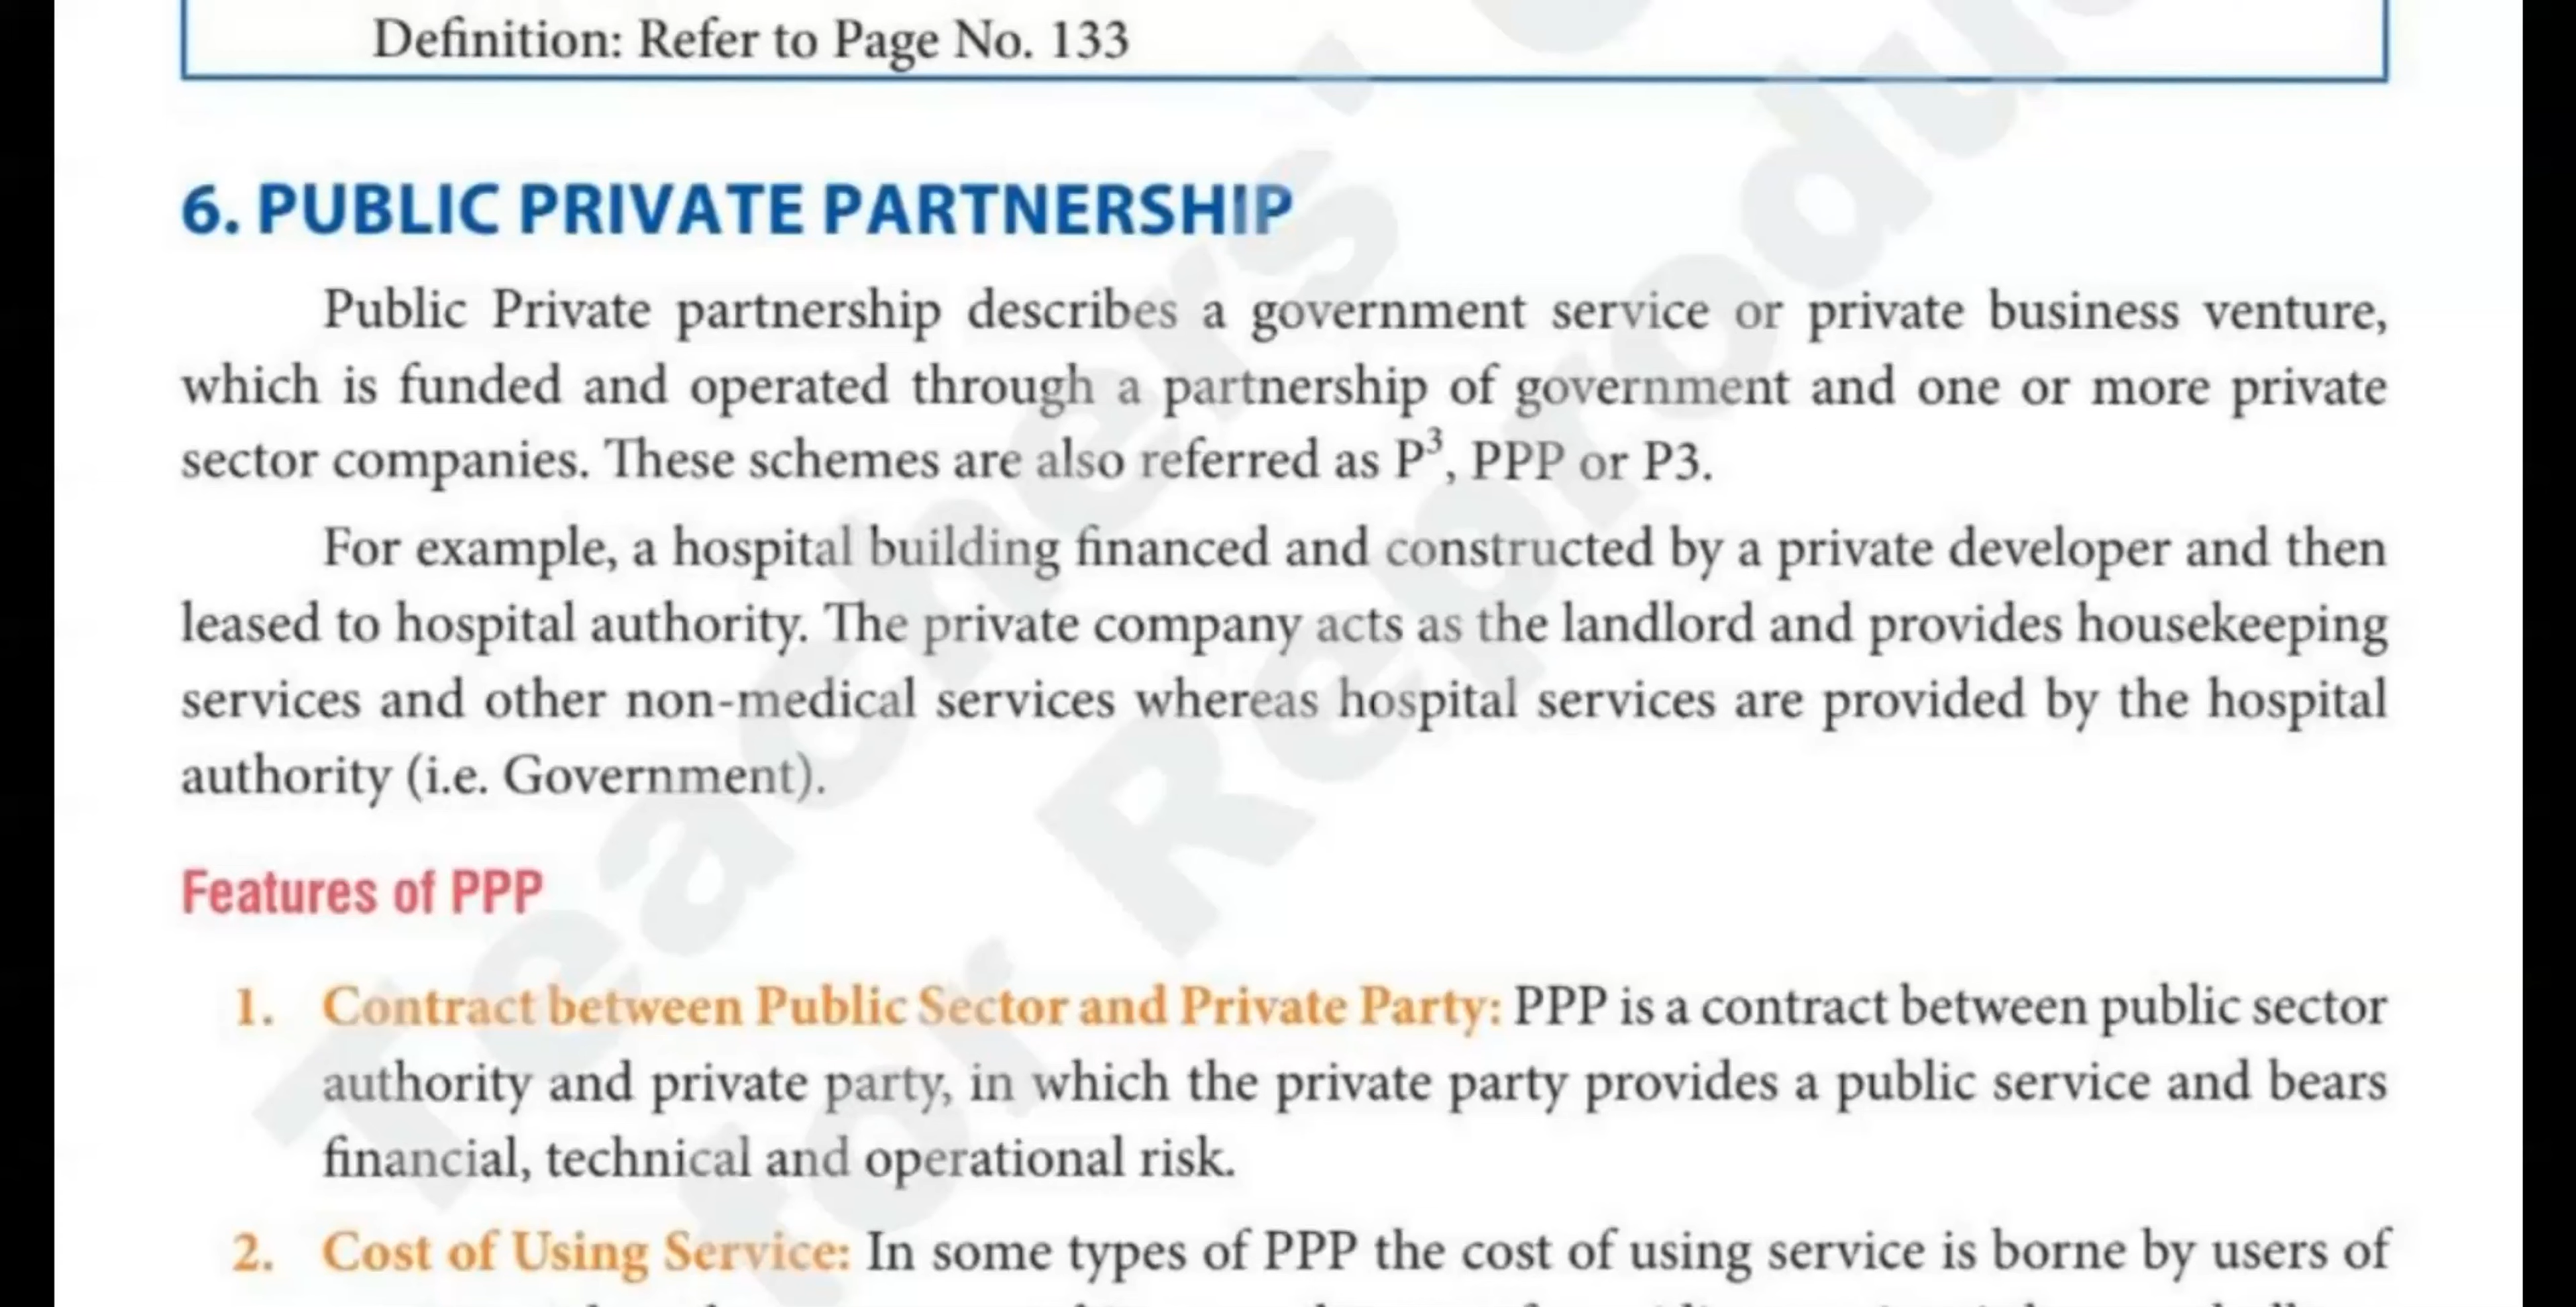 Definition: Refer to Page No. 133
6. PUBLIC PRIVATE PARTNERSHIP
Public Private partnership describes a government service or private business venture,
which is funded and operated through a partnership of government and one or more private
sector companies. These schemes are also referred as P³, PPP or P3.
For example, a hospital building financed and constructed by a private developer and then
leased to hospital authority. The private company acts as the landlord and provides housekeeping
services and other non-medical services whereas hospital services are provided by the hospital
authority (i.e. Government).
Features of PPP
1. Contract between Public Sector and Private Party: PPP is a contract between public sector
authority and private party, in which the private party provides a public service and bears
financial, technical and operational risk.
2. Cost of Using Service: In some types of PPP the cost of using service is borne by users of
Teachers'
for Reprodu